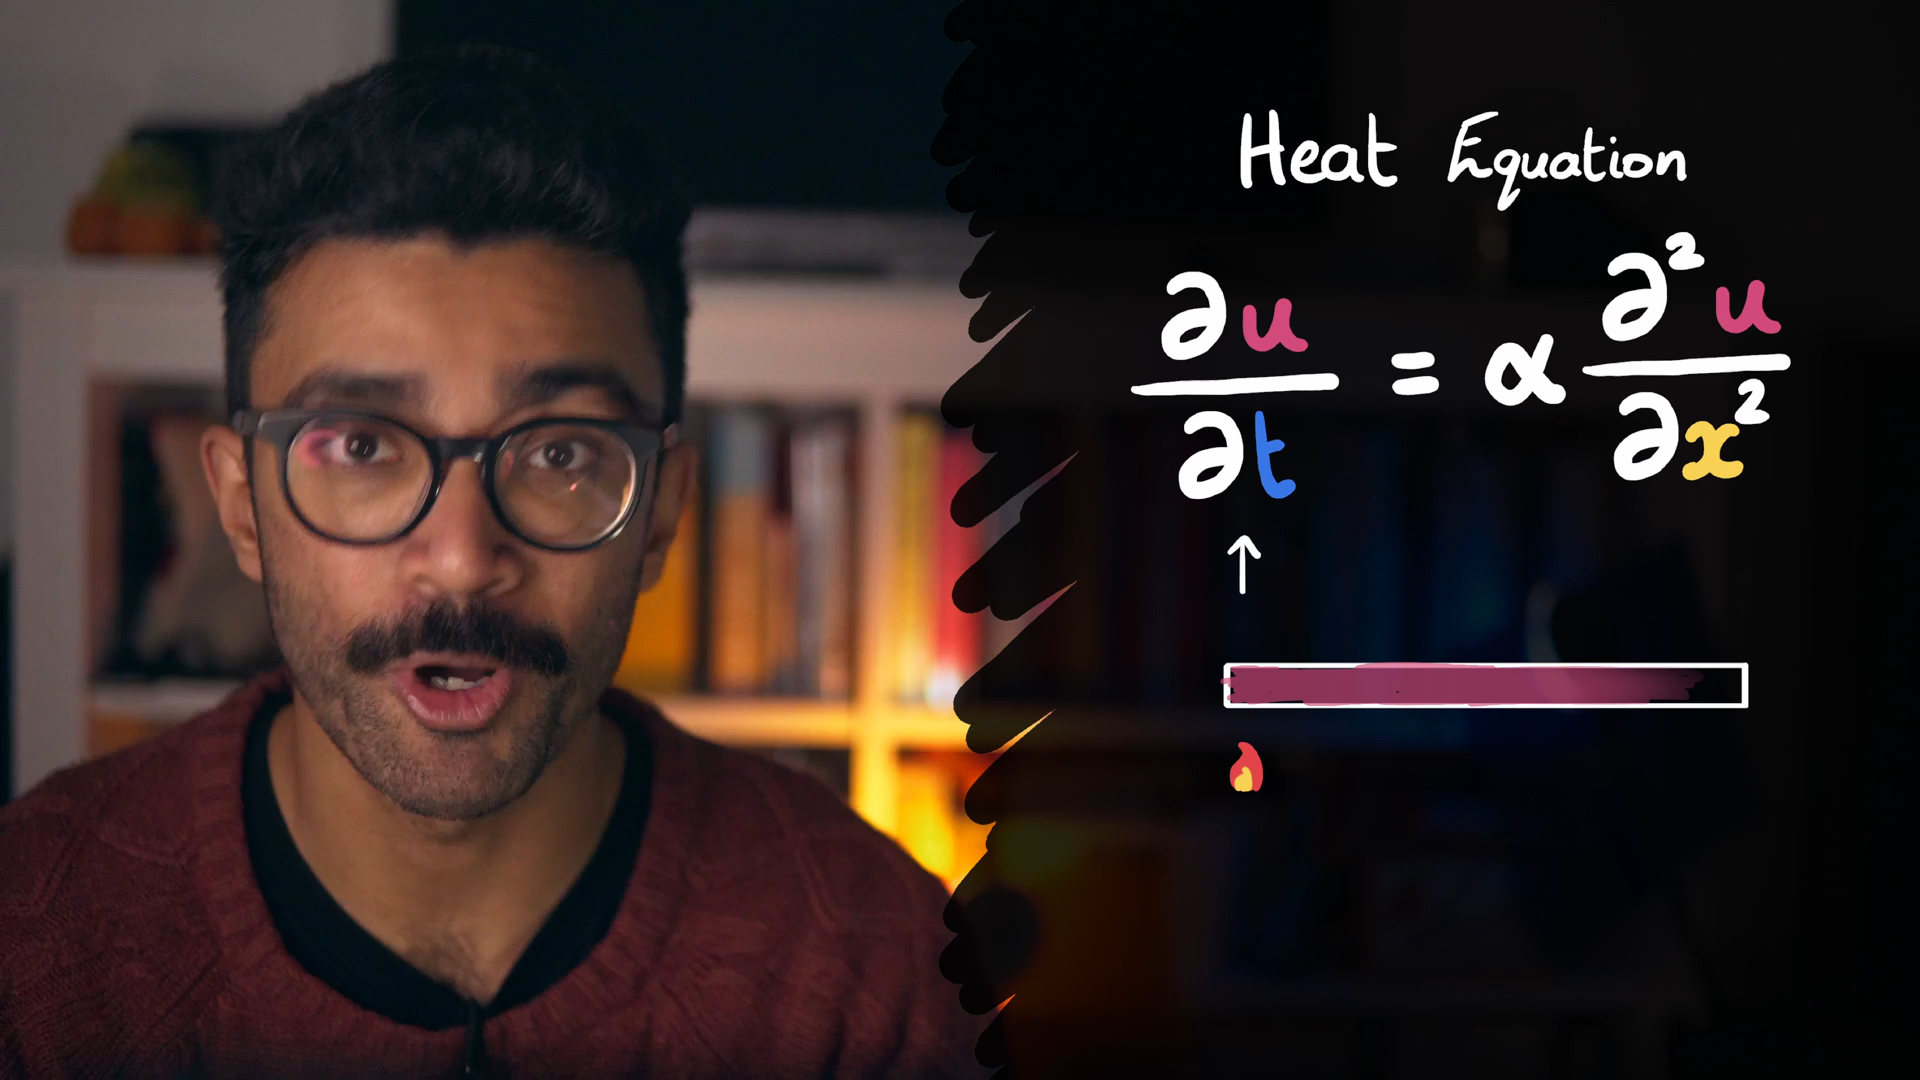 Heat Equation
∂u/∂t = α ∂²u/∂x²